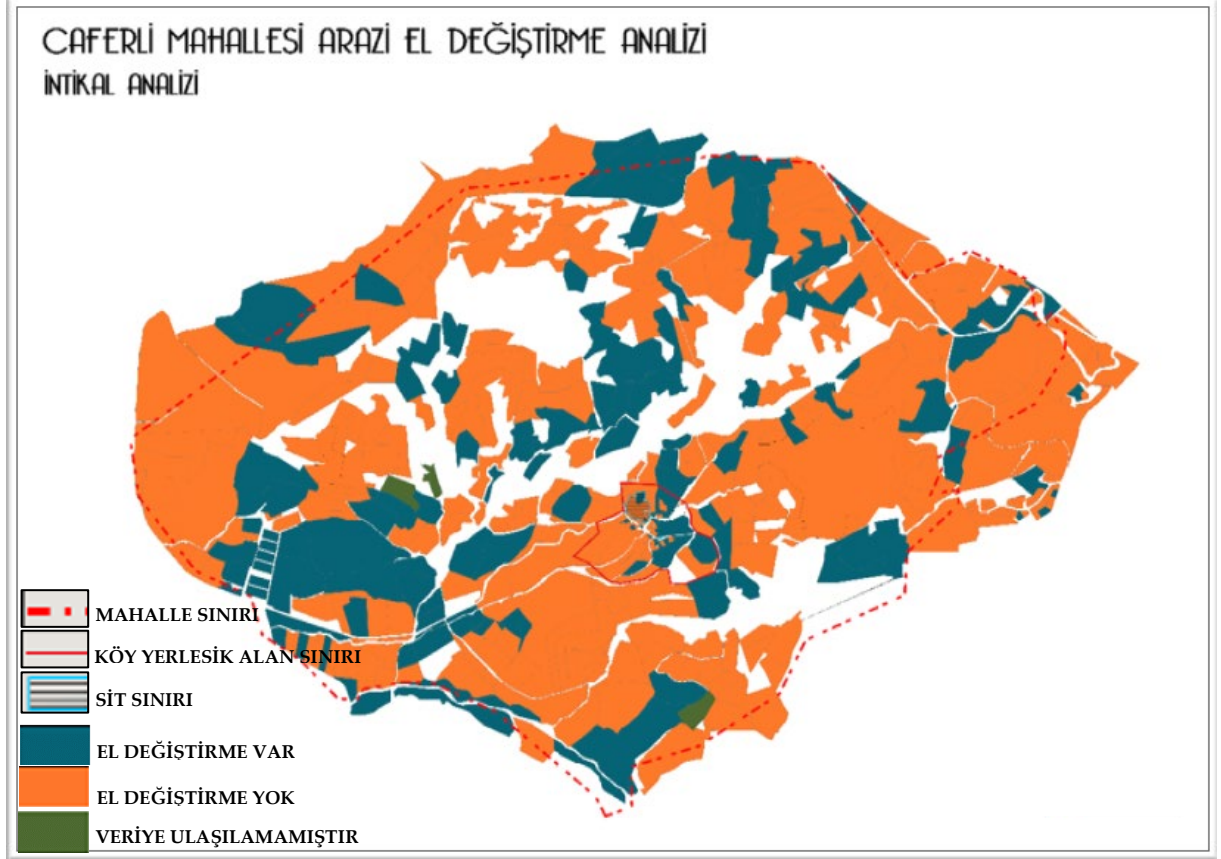 CAFERLİ MAHALLESİ ARAZİ EL DEĞİŞTİRME ANALİZİ
İNTİKAL ANALİZİ
MAHALLE SINIRI
KÖY YERLESİK ALAN SINIRI
SİT SINIRI
EL DEĞİŞTİRME VAR
EL DEĞİŞTİRME YOK
VERİYE ULAŞILAMAMIŞTIR